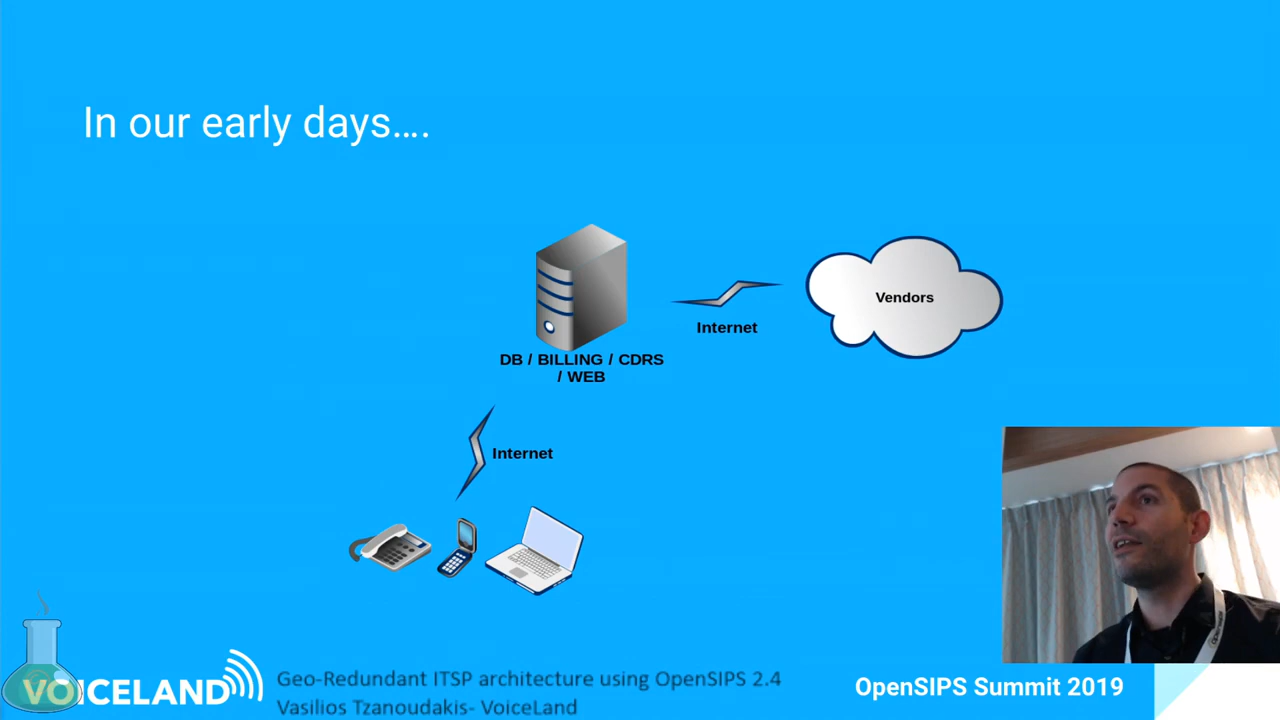 In our early days....
Vendors
Internet
DB / BILLING / CDRS
/ WEB
Internet
VOICELAND
Geo-Redundant ITSP architecture using OpenSIPS 2.4
Vasilios Tzanoudakis- VoiceLand
OpenSIPS Summit 2019